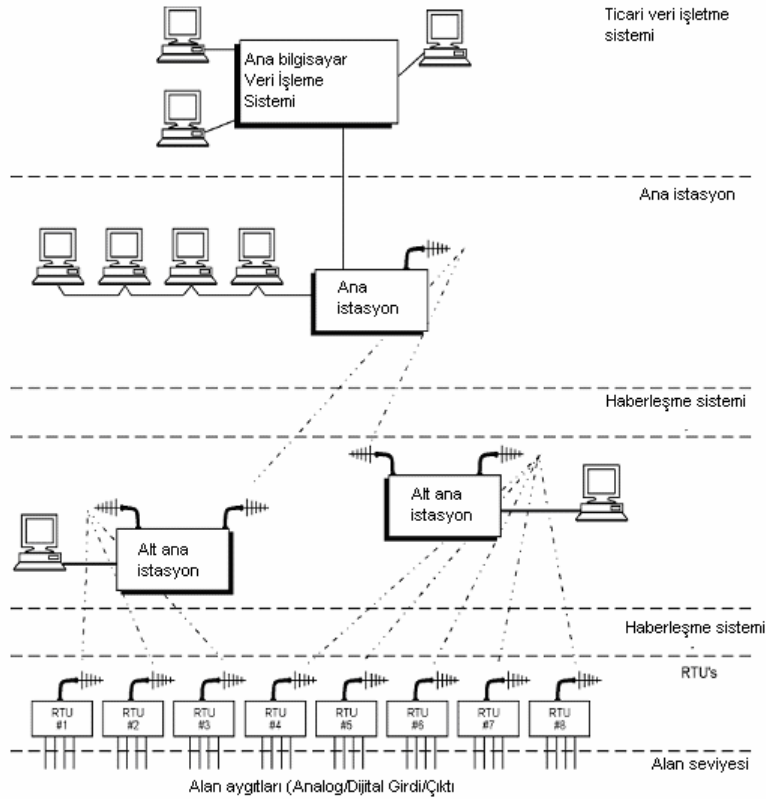 Ticari veri işletme
sistemi
Ana bilgisayar
Veri İşleme
Sistemi
Ana istasyon
Ana
istasyon
Haberleşme sistemi
Alt ana
istasyon
Alt ana
istasyon
Haberleşme sistemi
RTU's
RTU
#1
RTU
#2
RTU
#3
RTU
#4
RTU
#5
RTU
#6
RTU
#7
RTU
#8
Alan seviyesi
Alan aygıtları (Analog/Dijital Girdi/Çıktı